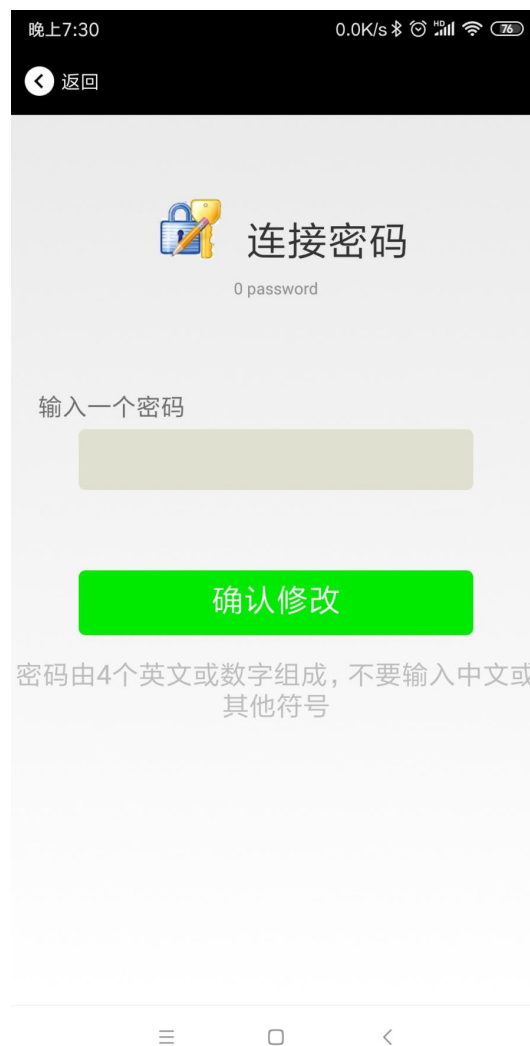 晚上7:30 0.0K/s HD 76
返回
连接密码
0 password
输入一个密码
确认修改
密码由4个英文或数字组成，不要输入中文或
其他符号